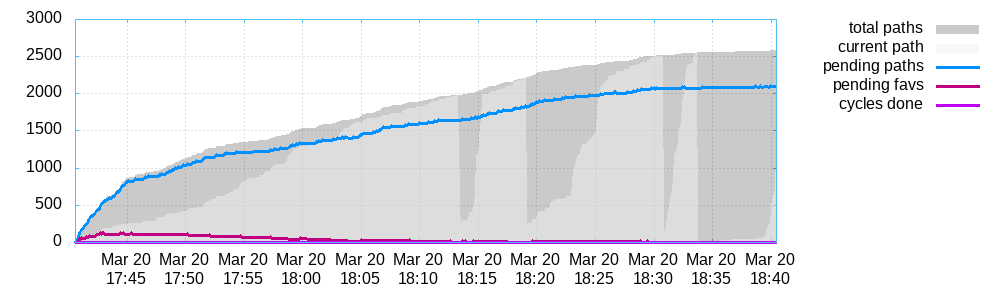 3000
2500
2000
1500
1000
500
0
total paths
current path
pending paths
pending favs
cycles done
Mar 20 Mar 20 Mar 20 Mar 20 Mar 20 Mar 20 Mar 20 Mar 20 Mar 20 Mar 20 Mar 20 Mar 20
17:45 17:50 17:55 18:00 18:05 18:10 18:15 18:20 18:25 18:30 18:35 18:40